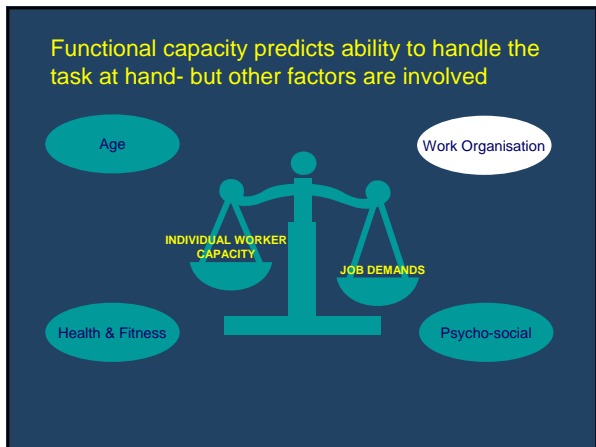 Functional capacity predicts ability to handle the
task at hand- but other factors are involved
Age
Work Organisation
INDIVIDUAL WORKER
CAPACITY
JOB DEMANDS
Health & Fitness
Psycho-social